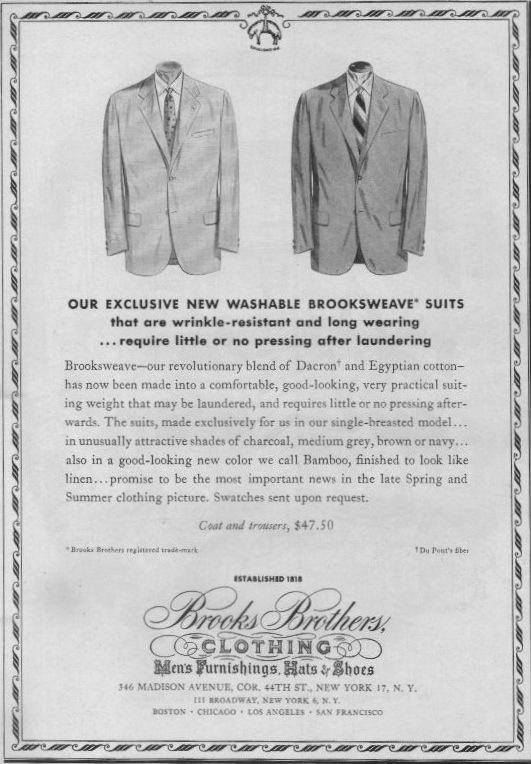 OUR EXCLUSIVE NEW WASHABLE BROOKSWEAVE* SUITS
that are wrinkle-resistant and long wearing
...require little or no pressing after laundering
Brooksweave—our revolutionary blend of Dacron† and Egyptian cotton—
has now been made into a comfortable, good-looking, very practical suit-
ing weight that may be laundered, and requires little or no pressing after-
wards. The suits, made exclusively for us in our single-breasted model...
in unusually attractive shades of charcoal, medium grey, brown or navy...
also in a good-looking new color we call Bamboo, finished to look like
linen...promise to be the most important news in the late Spring and
Summer clothing picture. Swatches sent upon request.
Coat and trousers, $47.50
*Brooks Brothers registered trade-mark †Du Pont's fiber
ESTABLISHED 1818
Brooks Brothers,
CLOTHING
Men's Furnishings, Hats & Shoes
346 MADISON AVENUE, COR. 44TH ST., NEW YORK 17, N. Y.
111 BROADWAY, NEW YORK 6, N. Y.
BOSTON • CHICAGO • LOS ANGELES • SAN FRANCISCO